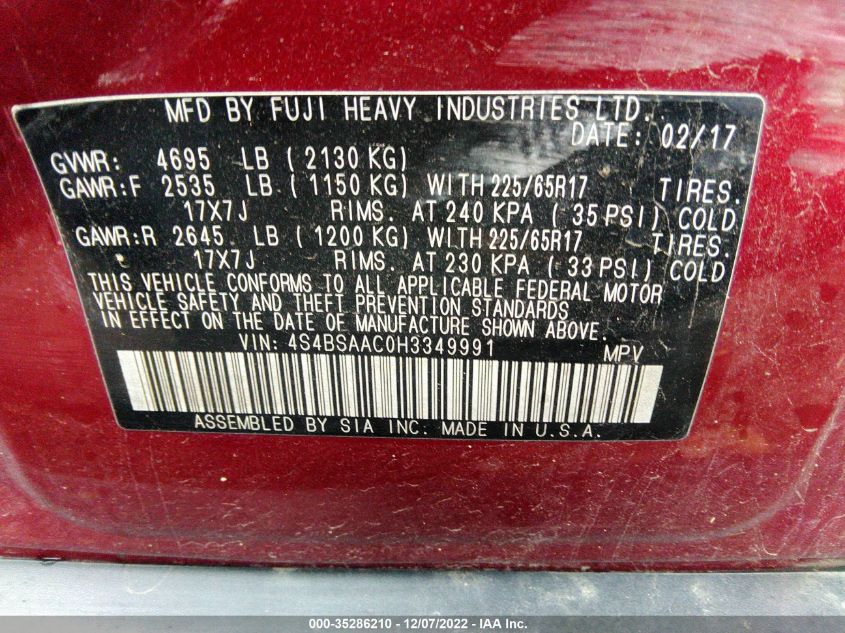 MFD BY FUJI HEAVY INDUSTRIES LTD.
DATE: 02/17
GVWR: 4695 LB ( 2130 KG)
GAWR:F 2535 LB ( 1150 KG) WITH 225/65R17 TIRES.
17X7J RIMS. AT 240 KPA ( 35 PSI) COLD
GAWR:R 2645 LB ( 1200 KG) WITH 225/65R17 TIRES.
17X7J RIMS. AT 230 KPA ( 33 PSI) COLD
THIS VEHICLE CONFORMS TO ALL APPLICABLE FEDERAL MOTOR
VEHICLE SAFETY AND THEFT PREVENTION STANDARDS
IN EFFECT ON THE DATE OF MANUFACTURE SHOWN ABOVE.
VIN: 4S4BSAAC0H3349991 MPV
ASSEMBLED BY SIA INC. MADE IN U.S.A.
000-35286210 - 12/07/2022 - IAA Inc.